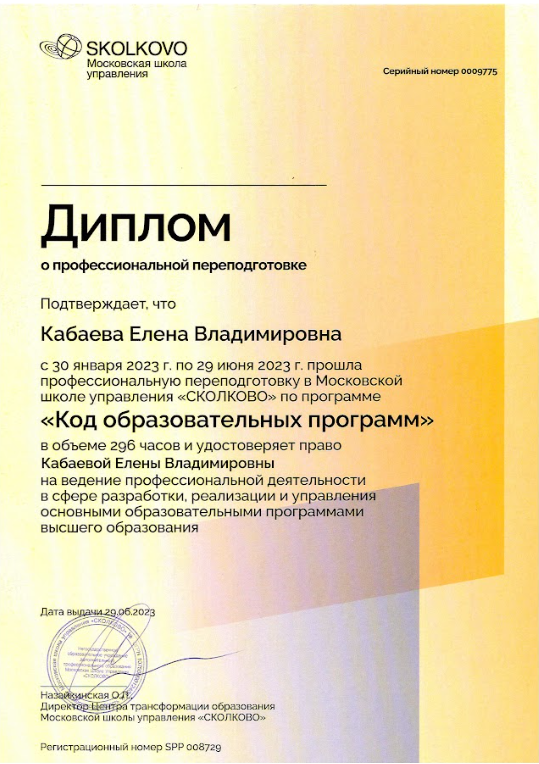 SKOLKOVO
Московская школа
управления
Серийный номер 0009775
Диплом
о профессиональной переподготовке
Подтверждает, что
Кабаева Елена Владимировна
с 30 января 2023 г. по 29 июня 2023 г. прошла
профессиональную переподготовку в Московской
школе управления «СКОЛКОВО» по программе
«Код образовательных программ»
в объеме 296 часов и удостоверяет право
Кабаевой Елены Владимировны
на ведение профессиональной деятельности
в сфере разработки, реализации и управления
основными образовательными программами
высшего образования
Дата выдачи 29.06.2023
«СКОЛКОВО»
Назайкинская О.Л.
Директор Центра трансформации образования
Московской школы управления «СКОЛКОВО»
Регистрационный номер SPP 008729